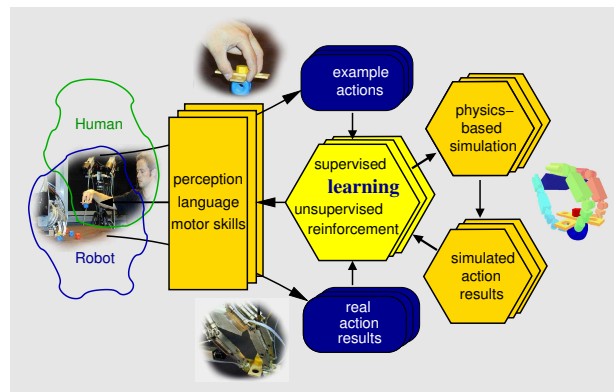 Human
Robot
perception
language
motor skills
example
actions
supervised
learning
unsupervised
reinforcement
real
action
results
physics–
based
simulation
simulated
action
results